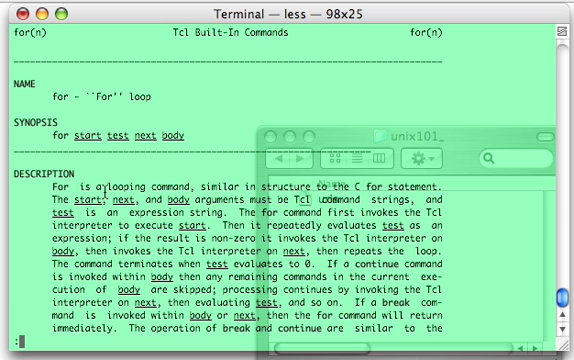 Terminal — less — 98x25
for(n) Tcl Built-In Commands for(n)
NAME
for - ``For'' loop
SYNOPSIS
for start test next body
unix101_
DESCRIPTION
For is a looping command, similar in structure to the C for statement.
The start, next, and body arguments must be Tcl command strings, and
test is an expression string. The for command first invokes the Tcl
interpreter to execute start. Then it repeatedly evaluates test as an
expression; if the result is non-zero it invokes the Tcl interpreter on
body, then invokes the Tcl interpreter on next, then repeats the loop.
The command terminates when test evaluates to 0. If a continue command
is invoked within body then any remaining commands in the current exe-
cution of body are skipped; processing continues by invoking the Tcl
interpreter on next, then evaluating test, and so on. If a break com-
mand is invoked within body or next, then the for command will return
immediately. The operation of break and continue are similar to the
: